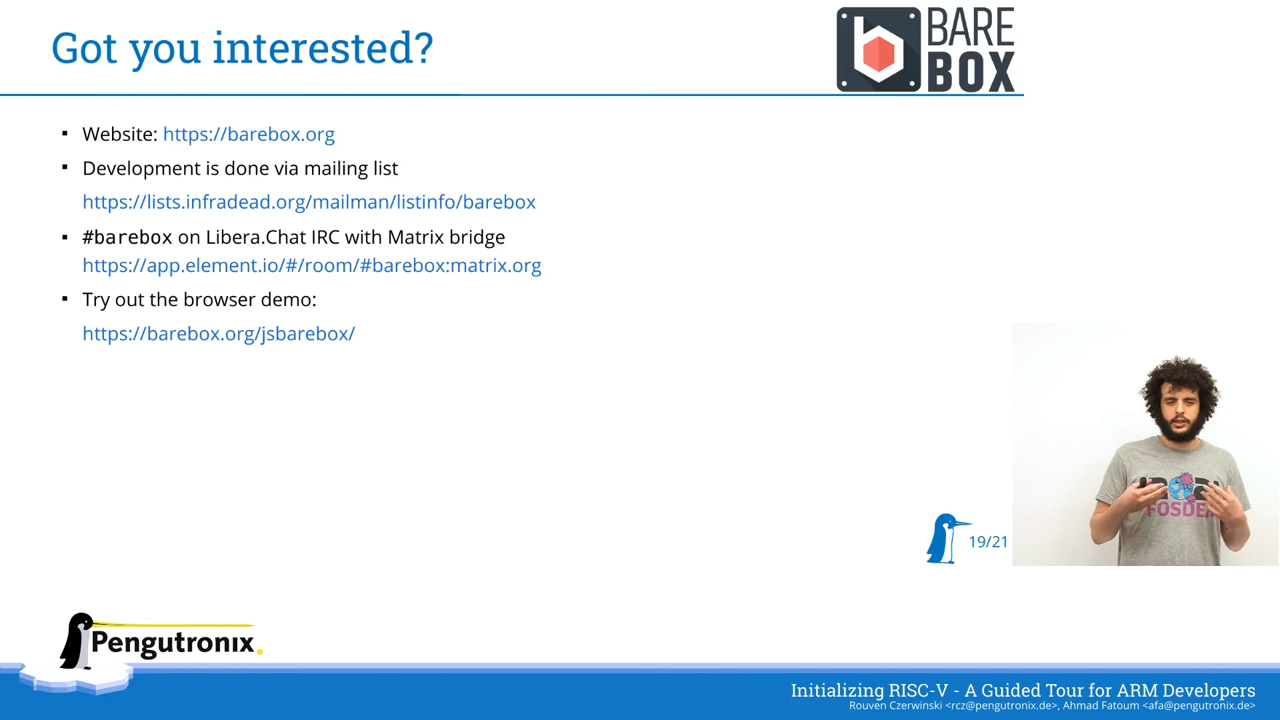 Got you interested?
BARE
BOX
▪ Website: https://barebox.org
▪ Development is done via mailing list
https://lists.infradead.org/mailman/listinfo/barebox
▪ #barebox on Libera.Chat IRC with Matrix bridge
https://app.element.io/#/room/#barebox:matrix.org
▪ Try out the browser demo:
https://barebox.org/jsbarebox/
FOSDEM
19/21
Pengutronix.
Initializing RISC-V - A Guided Tour for ARM Developers
Rouven Czerwinski <rcz@pengutronix.de>, Ahmad Fatoum <afa@pengutronix.de>